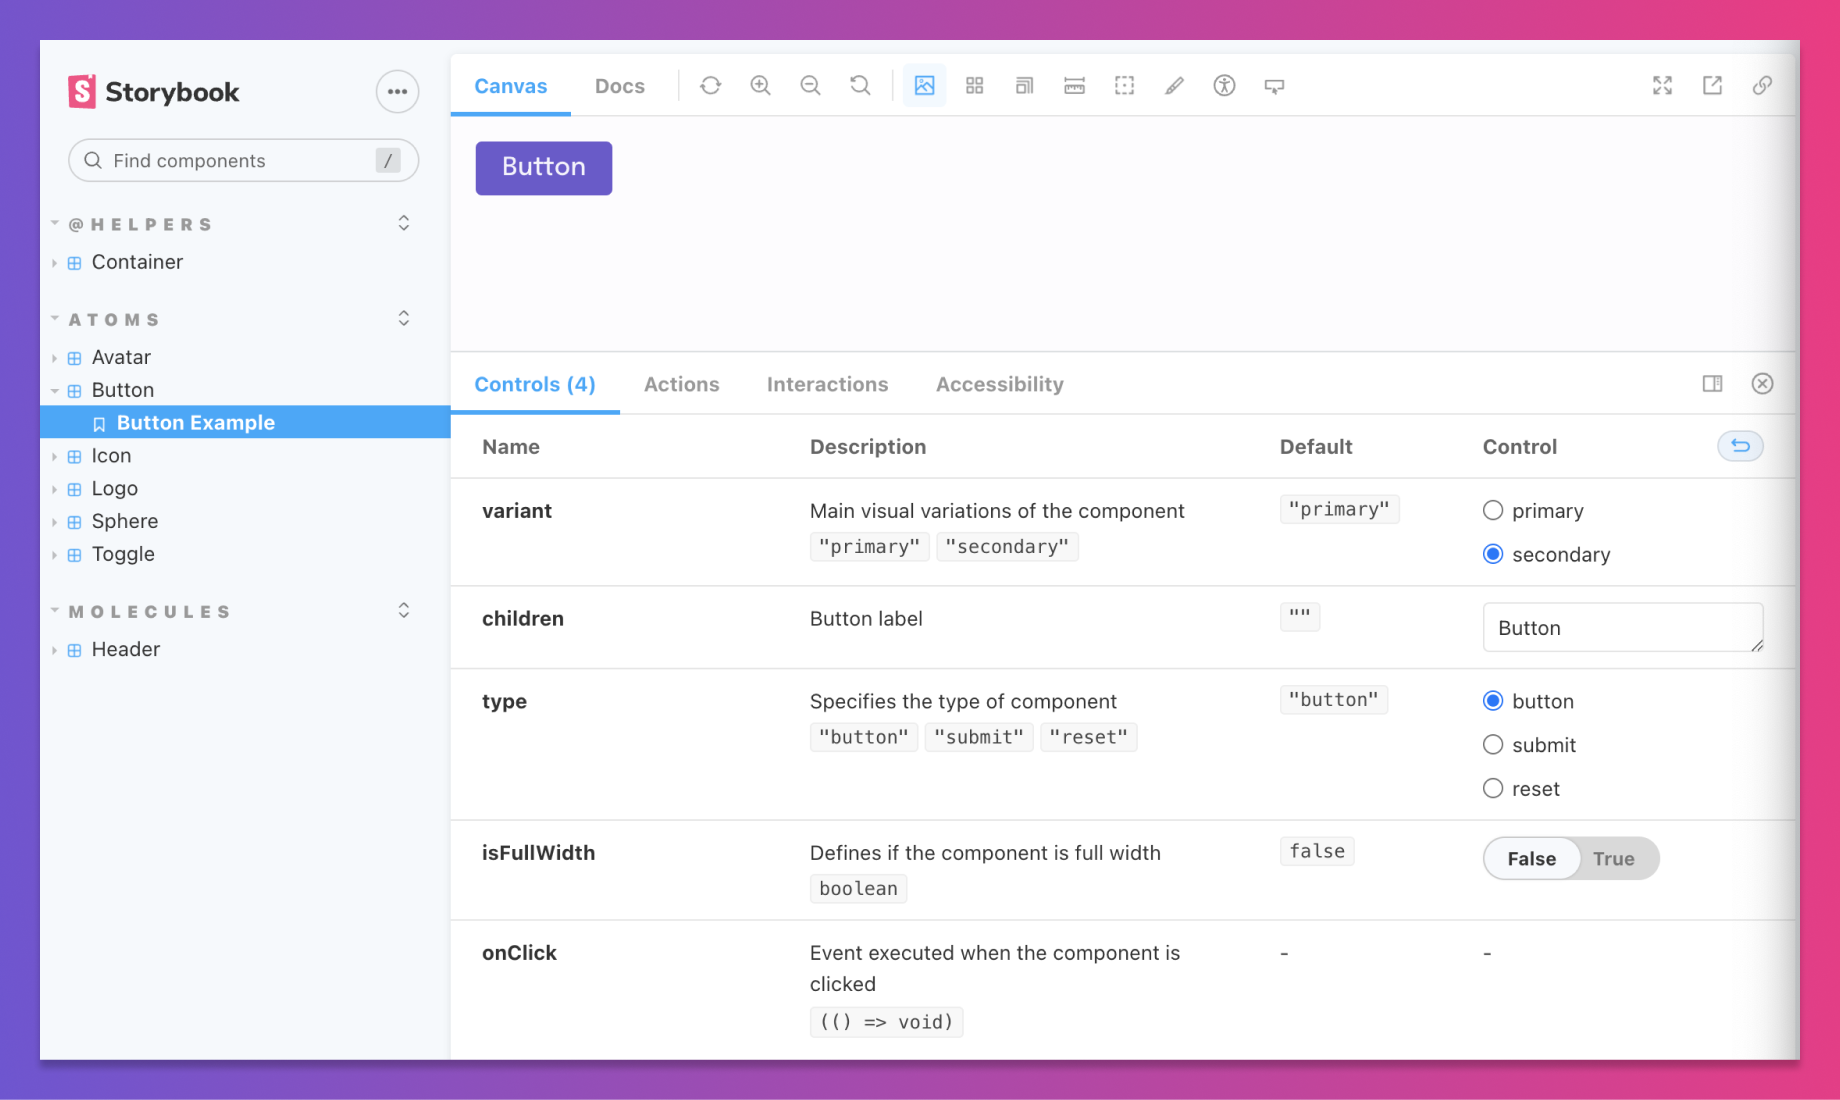 Storybook
Find components /
@HELPERS
Container
ATOMS
Avatar
Button
Button Example
Icon
Logo
Sphere
Toggle
MOLECULES
Header
Canvas Docs
Button
Controls (4) Actions Interactions Accessibility
Name Description Default Control
variant Main visual variations of the component "primary" primary
"primary" "secondary" secondary
children Button label "" Button
type Specifies the type of component "button" button
"button" "submit" "reset" submit
reset
isFullWidth Defines if the component is full width false False True
boolean
onClick Event executed when the component is - -
clicked
(() => void)